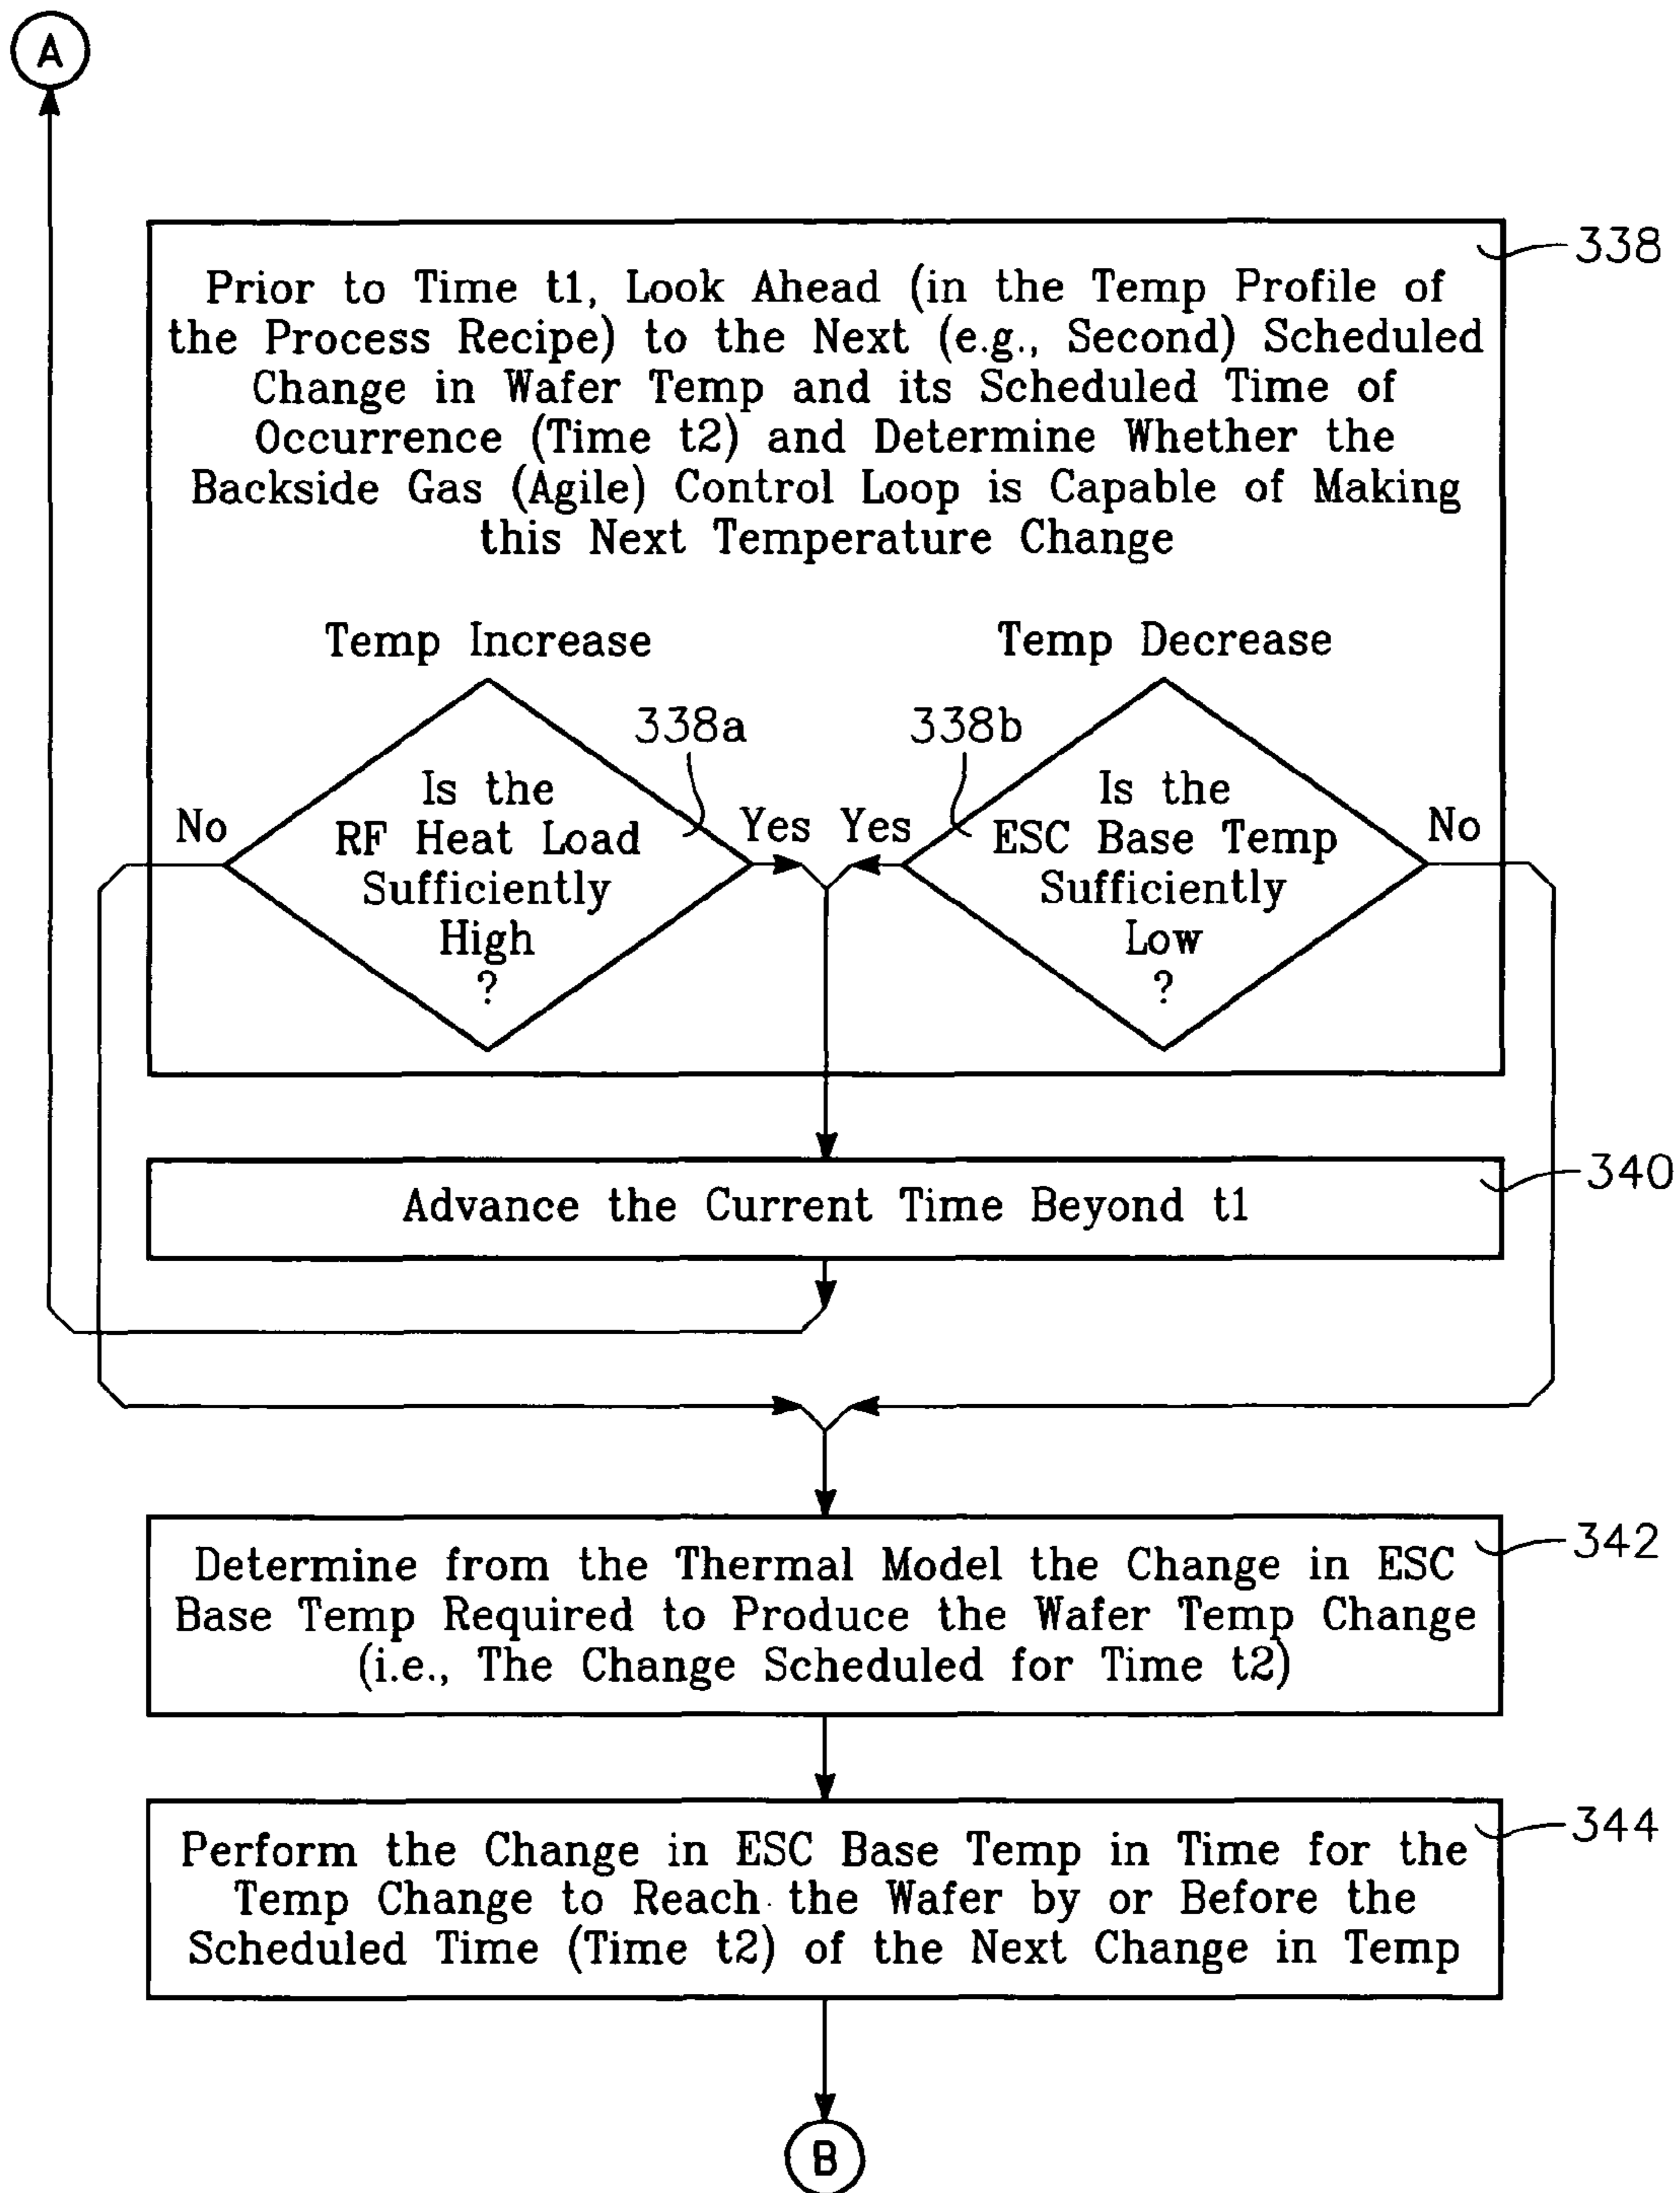 A
338
Prior to Time t1, Look Ahead (in the Temp Profile of
the Process Recipe) to the Next (e.g., Second) Scheduled
Change in Wafer Temp and its Scheduled Time of
Occurrence (Time t2) and Determine Whether the
Backside Gas (Agile) Control Loop is Capable of Making
this Next Temperature Change
Temp Increase
Temp Decrease
338a
338b
No
Is the
RF Heat Load
Sufficiently
High
?
Yes
Yes
Is the
ESC Base Temp
Sufficiently
Low
?
No
340
Advance the Current Time Beyond t1
342
Determine from the Thermal Model the Change in ESC
Base Temp Required to Produce the Wafer Temp Change
(i.e., The Change Scheduled for Time t2)
344
Perform the Change in ESC Base Temp in Time for the
Temp Change to Reach the Wafer by or Before the
Scheduled Time (Time t2) of the Next Change in Temp
B